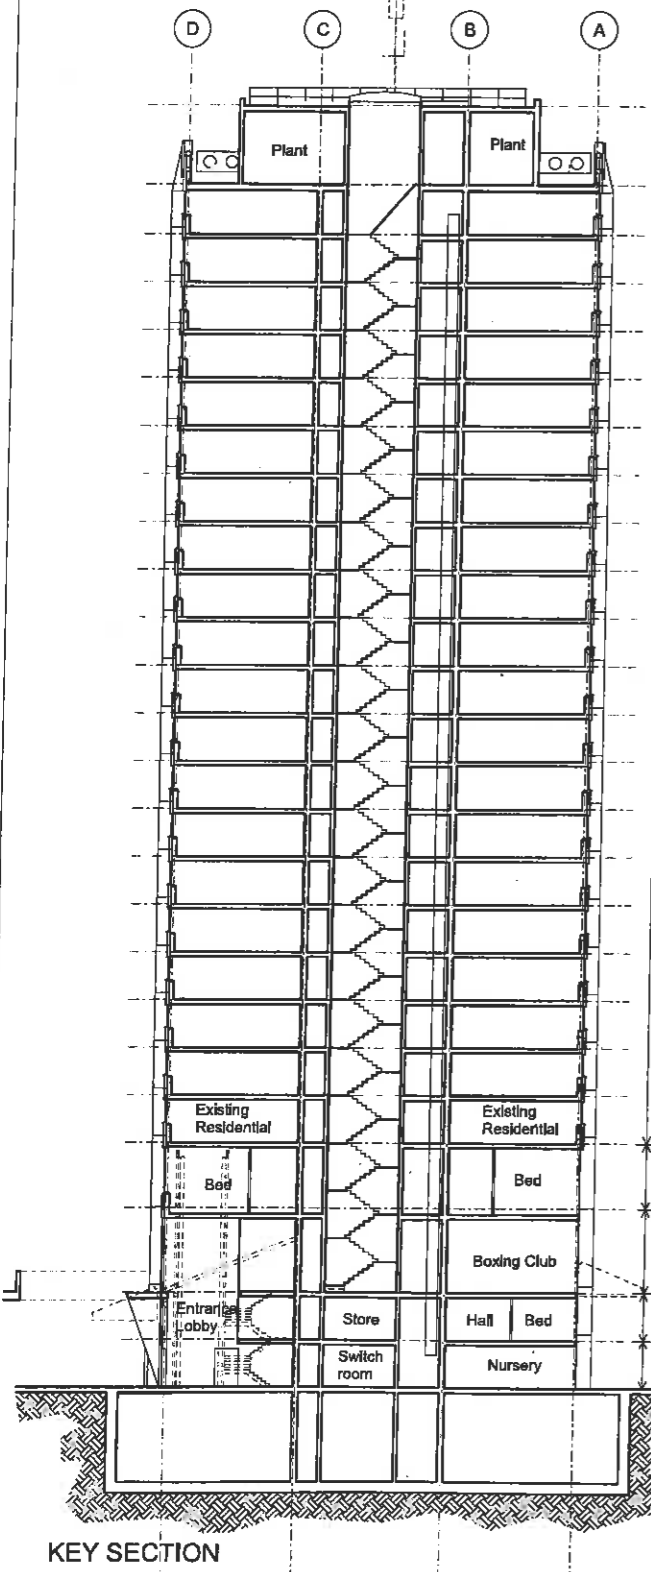 D
C
B
A
Plant
Plant
Existing
Residential
Existing
Residential
Bed
Bed
Boxing Club
Entrance
Lobby
Store
Hall
Bed
Switch
room
Nursery
KEY SECTION